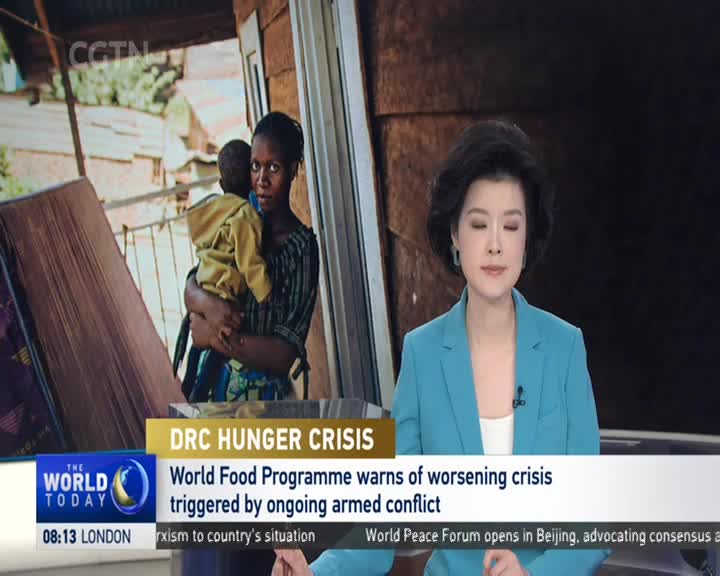 CGTN
DRC HUNGER CRISIS
THE
WORLD
TODAY
World Food Programme warns of worsening crisis
triggered by ongoing armed conflict
08:13 LONDON
rxism to country's situation World Peace Forum opens in Beijing, advocating consensus a